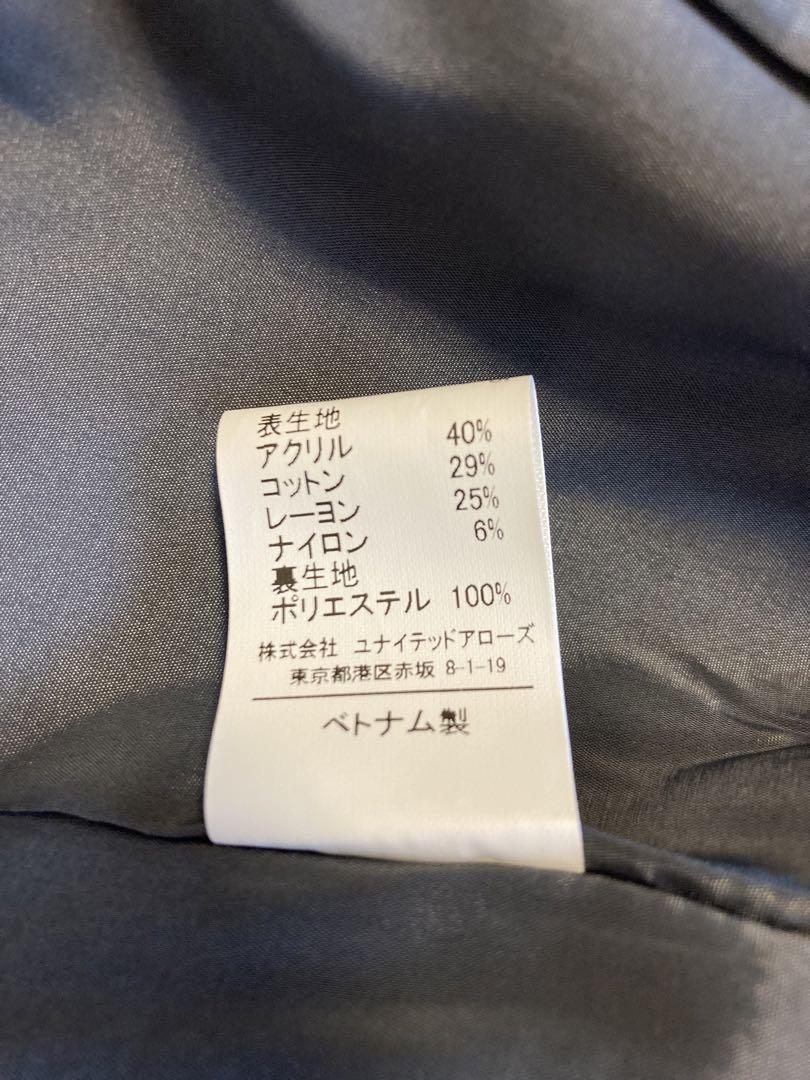 表生地
アクリル 40%
コットン 29%
レーヨン 25%
ナイロン 6%
裏生地
ポリエステル 100%
株式会社 ユナイテッドアローズ
東京都港区赤坂 8-1-19
ベトナム製